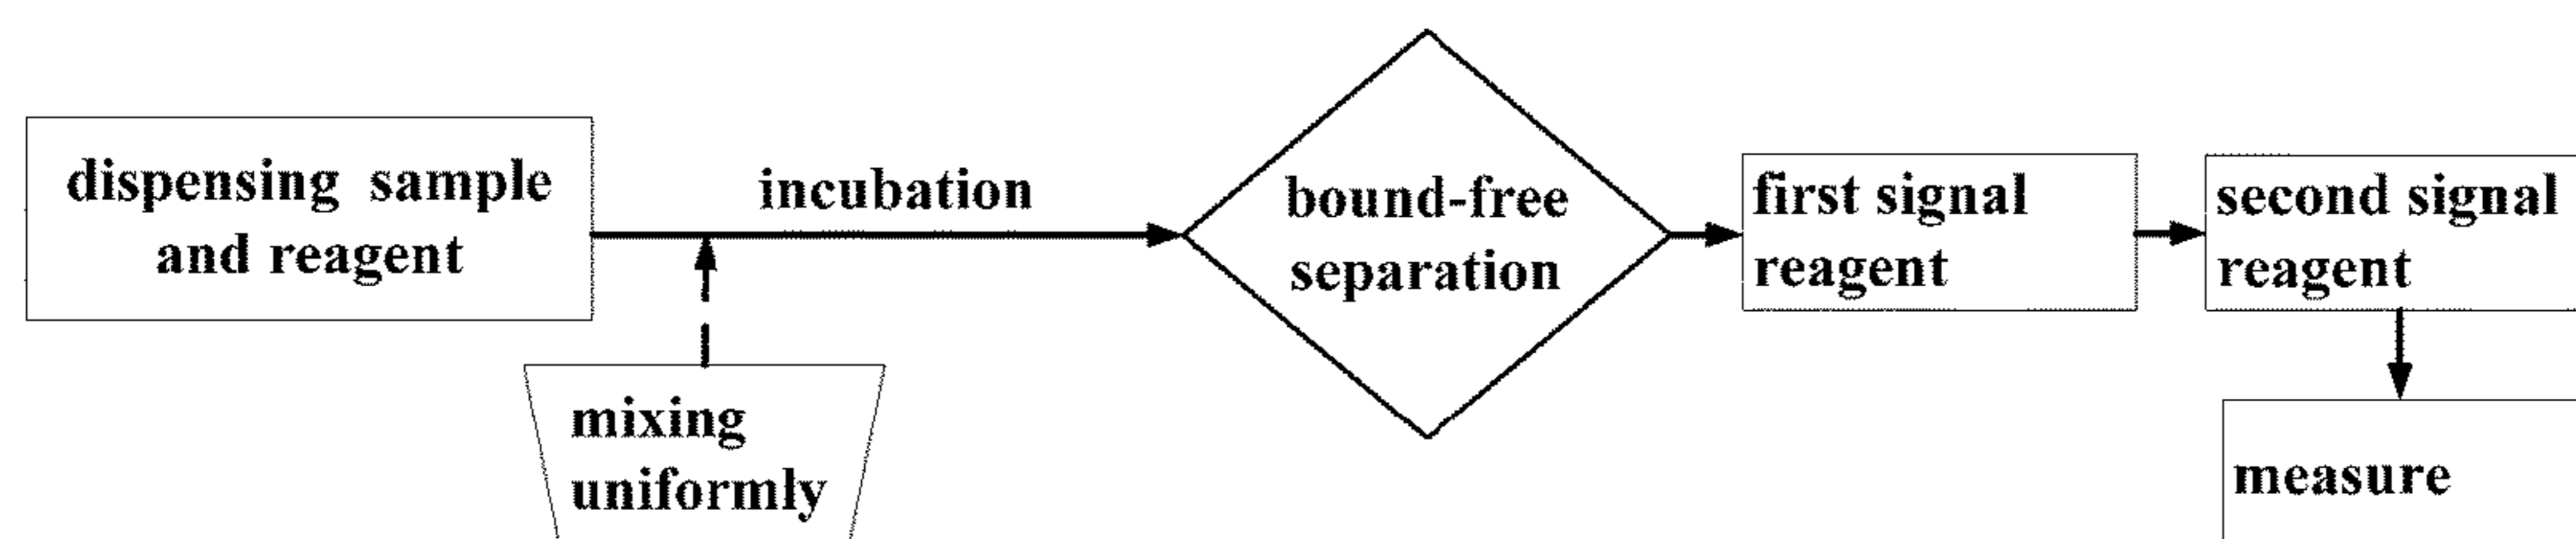 dispensing sample
and reagent
incubation
mixing
uniformly
bound-free
separation
first signal
reagent
second signal
reagent
measure